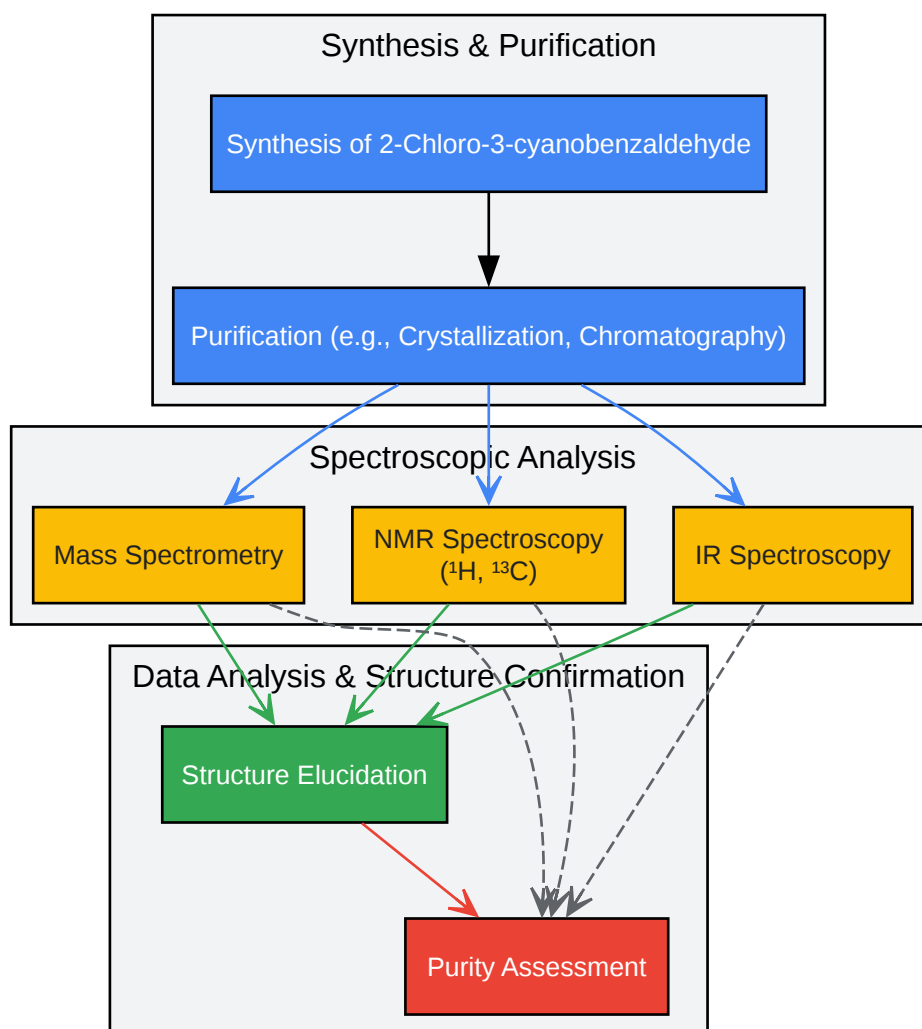 Synthesis & Purification
Synthesis of 2-Chloro-3-cyanobenzaldehyde
Purification (e.g., Crystallization, Chromatography)
Spectroscopic Analysis
Mass Spectrometry
NMR Spectroscopy
(¹H, ¹³C)
IR Spectroscopy
Data Analysis & Structure Confirmation
Structure Elucidation
Purity Assessment